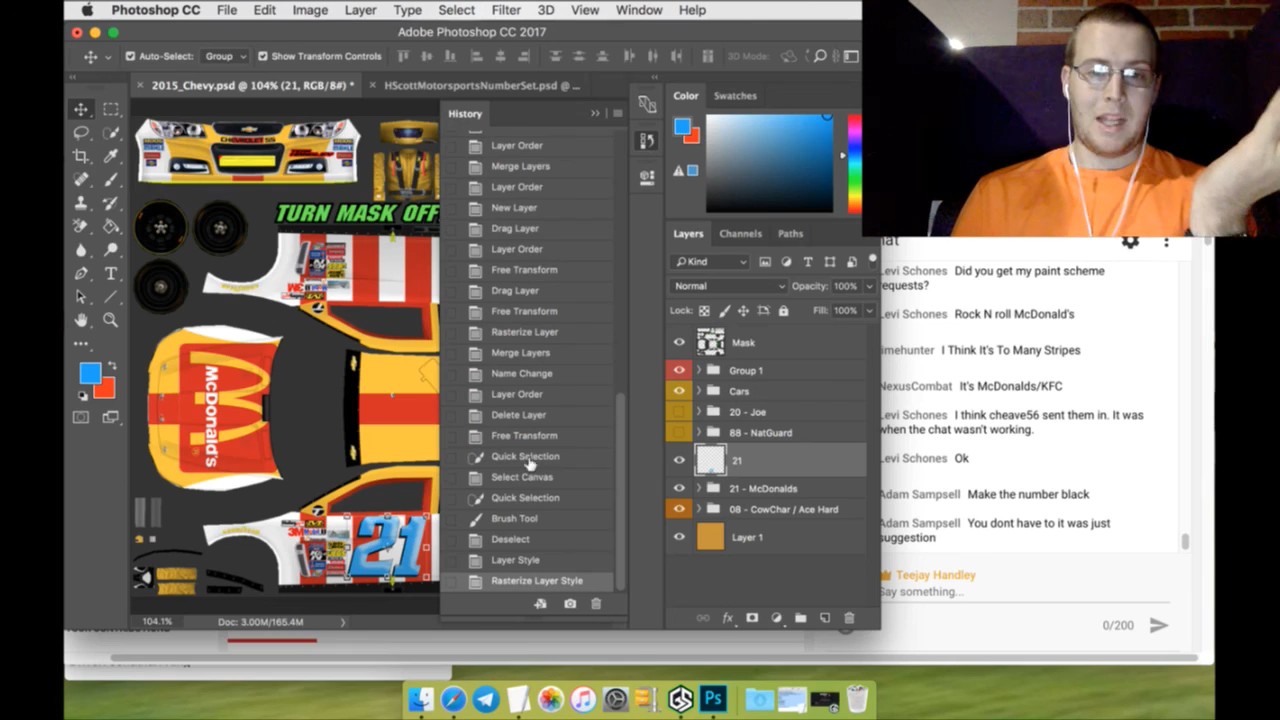 Photoshop CC File Edit Image Layer Type Select Filter 3D View Window Help
Adobe Photoshop CC 2017
Auto-Select: Group Show Transform Controls 3D Mode:
2015_Chevy.psd @ 104% (21, RGB/8#) * HScottMotorsportsNumberSet.psd @ ...
History
Layer Order
Merge Layers
Layer Order
New Layer
Drag Layer
Layer Order
Free Transform
Drag Layer
Free Transform
Rasterize Layer
Merge Layers
Name Change
Layer Order
Delete Layer
Free Transform
Quick Selection
Select Canvas
Quick Selection
Brush Tool
Deselect
Layer Style
Rasterize Layer Style
TURN MASK OFF
CHEVROLET SS
McDonald's
21
3M
104.1% Doc: 3.00M/165.4M
Color Swatches
Layers Channels Paths
Kind
Normal Opacity: 100%
Lock: Fill: 100%
Mask
Group 1
Cars
20 - Joe
88 - NatGuard
21
21 - McDonalds
08 - CowChar / Ace Hard
Layer 1
fx
hat
Levi Schones Did you get my paint scheme
requests?
Levi Schones Rock N roll McDonald's
imehunter I Think It's To Many Stripes
NexusCombat It's McDonalds/KFC
Levi Schones I think cheave56 sent them in. It was
when the chat wasn't working.
Levi Schones Ok
Adam Sampsell Make the number black
Adam Sampsell You dont have to it was just
suggestion
Teejay Handley
Say something...
0/200
Ps